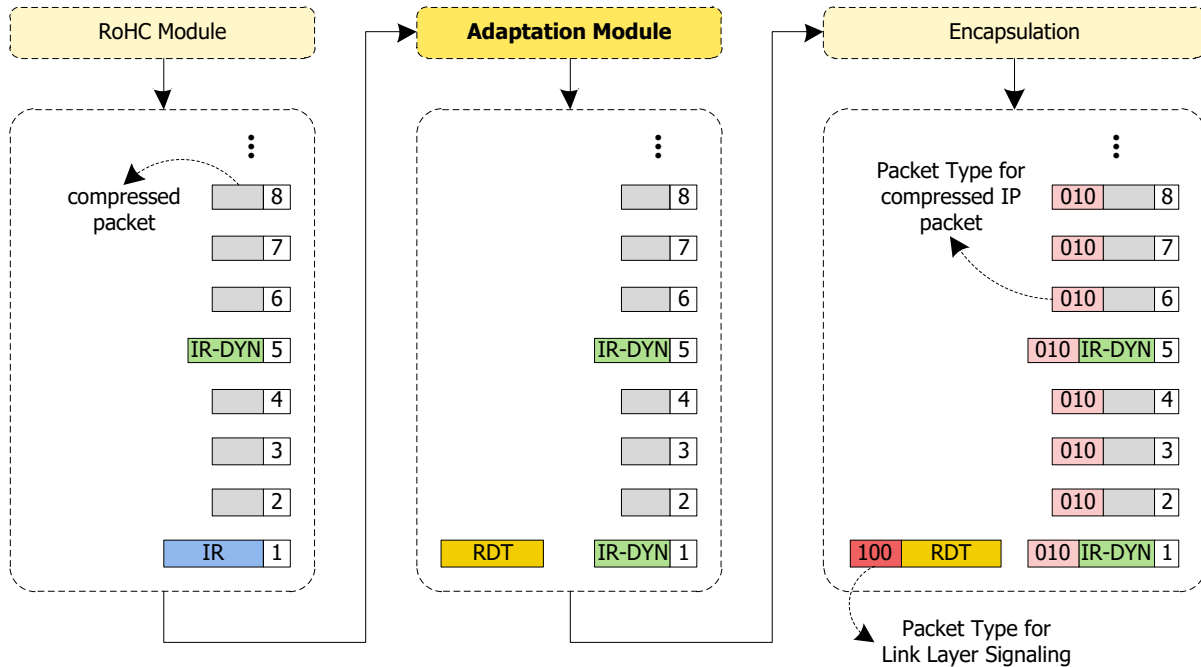 RoHC Module
Adaptation Module
Encapsulation
compressed
packet
8
7
6
IR-DYN 5
4
3
2
IR 1
8
7
6
IR-DYN 5
4
3
2
RDT IR-DYN 1
Packet Type for
compressed IP
packet
010 8
010 7
010 6
010 IR-DYN 5
010 4
010 3
010 2
100 RDT 010 IR-DYN 1
Packet Type for
Link Layer Signaling